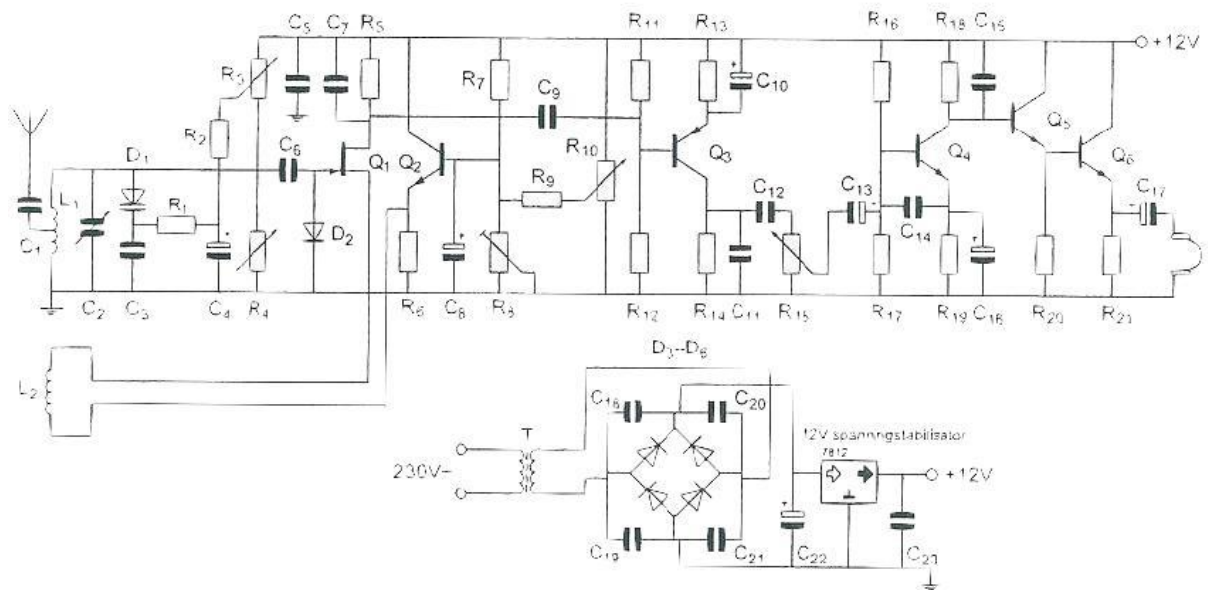 R11 R13 R16 R18 C15
C5 C7 R5
+12V
R3 R7 C9 C10
R2 Q5
D1 C6 Q1 Q2 R10 Q3 Q4 Q6
L1 R1 R9 C12 C13 C17
C1 D2 C14
C2 C3 C4 R4 R6 C8 R8 R12 R14 C11 R15 R17 R19 C16 R20 R21
D3--D6
L2
C18 C20
T
12V spanningstabilisator
7812
230V~
+12V
C19 C21 C22 C23